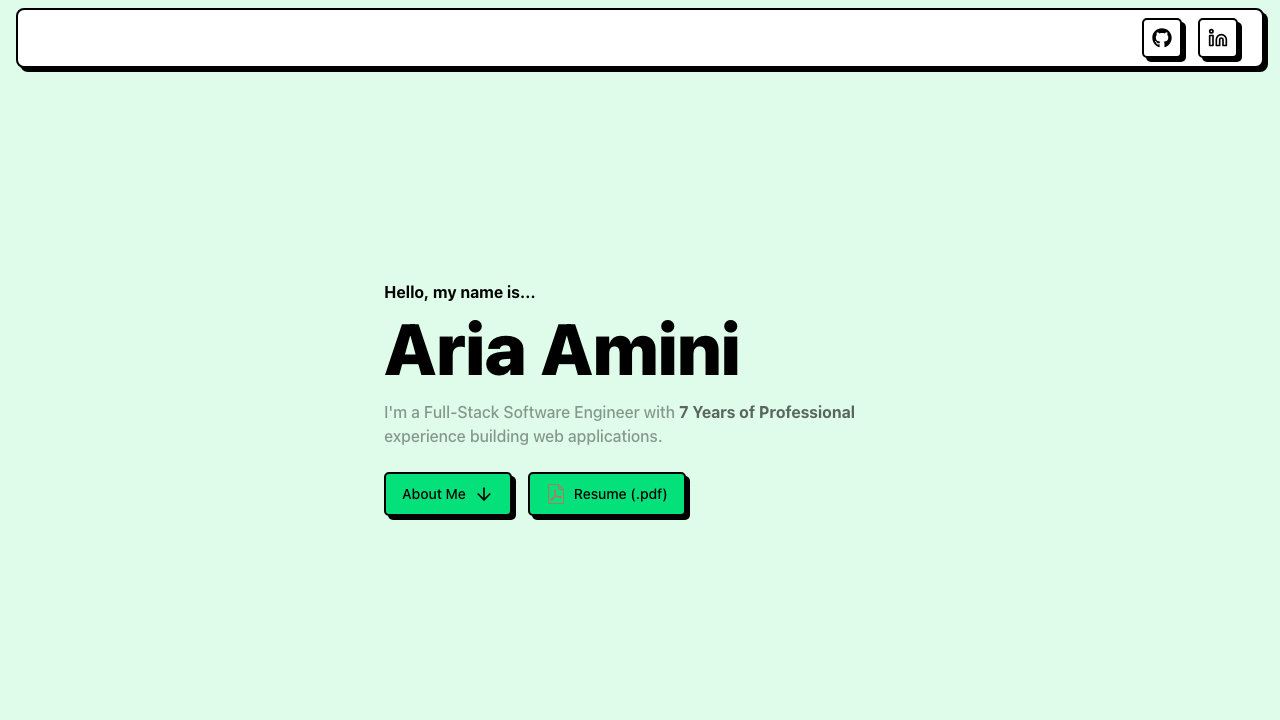 Hello, my name is...
Aria Amini
I'm a Full-Stack Software Engineer with 7 Years of Professional
experience building web applications.
About Me
Resume (.pdf)